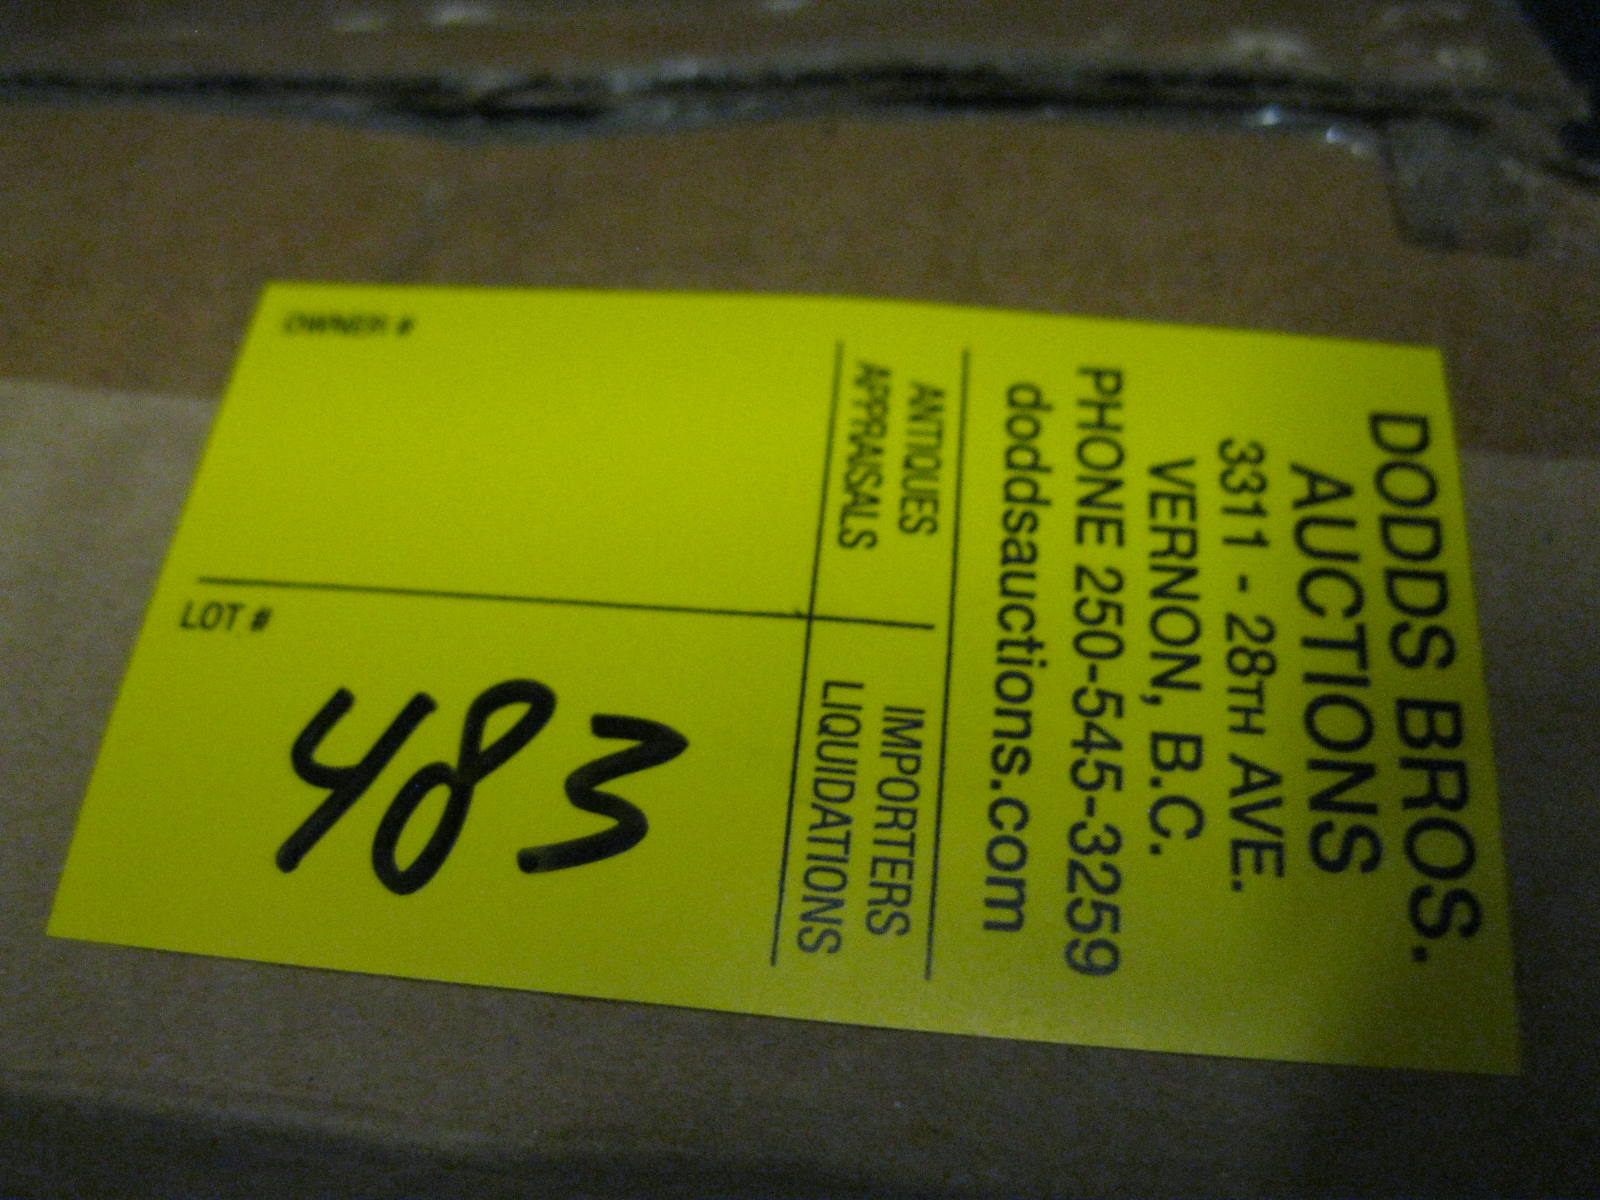 DODDS BROS.
AUCTIONS
3311 - 28TH AVE.
VERNON, B.C.
PHONE 250-545-3259
doddsauctions.com
ANTIQUES
APPRAISALS
IMPORTERS
LIQUIDATIONS
OWNER #
LOT #
483